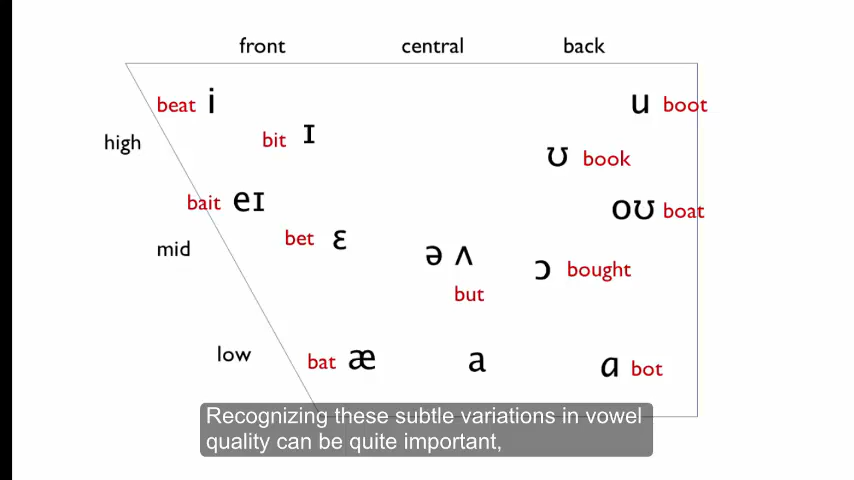 front central back
beat i u boot
high bit ɪ ʊ book
bait eɪ oʊ boat
mid bet ɛ ə ʌ ɔ bought
but
low bat æ a ɑ bot
Recognizing these subtle variations in vowel
quality can be quite important,